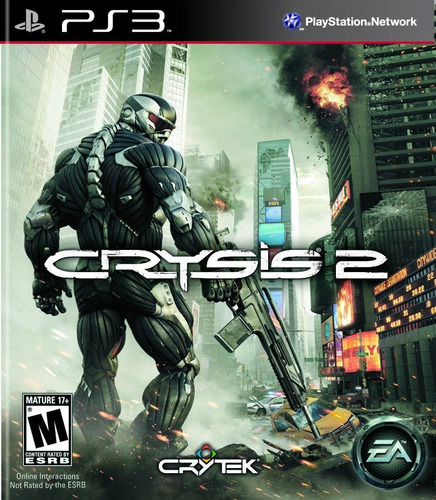 PS3
PlayStation®Network
2023
CRYSIS 2
MATURE 17+
M
®
CONTENT RATED BY
ESRB
Online Interactions
Not Rated by the ESRB
CRYTEK
EA